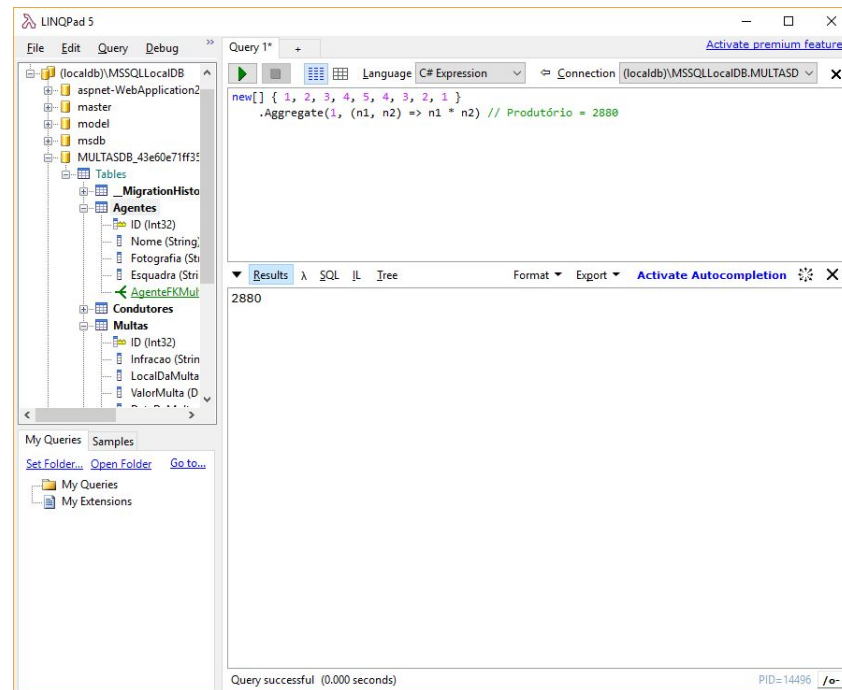 LINQPad 5
File Edit Query Debug »
Query 1* +
Activate premium feature
(localdb)\MSSQLLocalDB
aspnet-WebApplication2
master
model
msdb
MULTASDB_43e60e71ff35
Tables
__MigrationHisto
Agentes
ID (Int32)
Nome (String)
Fotografia (Stı
Esquadra (Stri
AgenteFKMul
Condutores
Multas
ID (Int32)
Infracao (Strin
LocalDaMulta
ValorMulta (D
Language C# Expression
Connection (localdb)\MSSQLLocalDB.MULTASD
new[] { 1, 2, 3, 4, 5, 4, 3, 2, 1 }
.Aggregate(1, (n1, n2) => n1 * n2) // Produtório = 2880
Results λ SQL IL Tree Format Export Activate Autocompletion
2880
My Queries Samples
Set Folder... Open Folder Go to...
My Queries
My Extensions
Query successful (0.000 seconds)
PID=14496 /o-